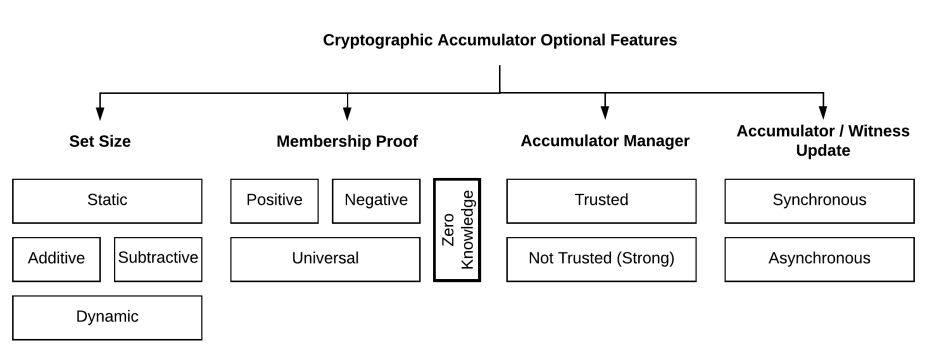 Cryptographic Accumulator Optional Features
Set Size
Membership Proof
Accumulator Manager
Accumulator / Witness
Update
Static
Positive
Negative
Zero
Knowledge
Trusted
Synchronous
Additive
Subtractive
Universal
Not Trusted (Strong)
Asynchronous
Dynamic